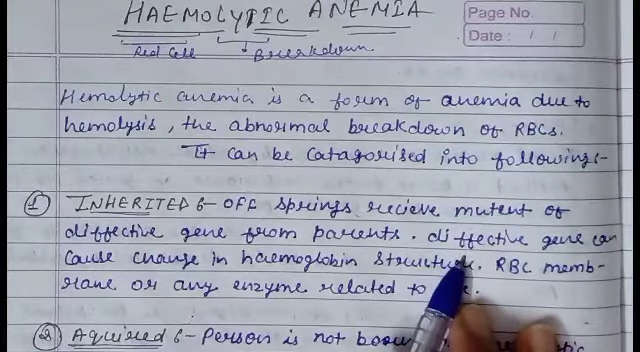 HAEMOLYTIC ANEMIA
Page No.
Date : / /
Red Cell
Breakdown
Hemolytic anemia is a form of anemia due to
hemolysis, the abnormal breakdown of RBCs.
It can be catagorised into following:-
① INHERITED :- OFF springs recieve mutent or
diffective gene from parents. diffective gene can
cause change in haemoglobin structure. RBC memb-
rane or any enzyme related to
② Aquired :- Person is not born